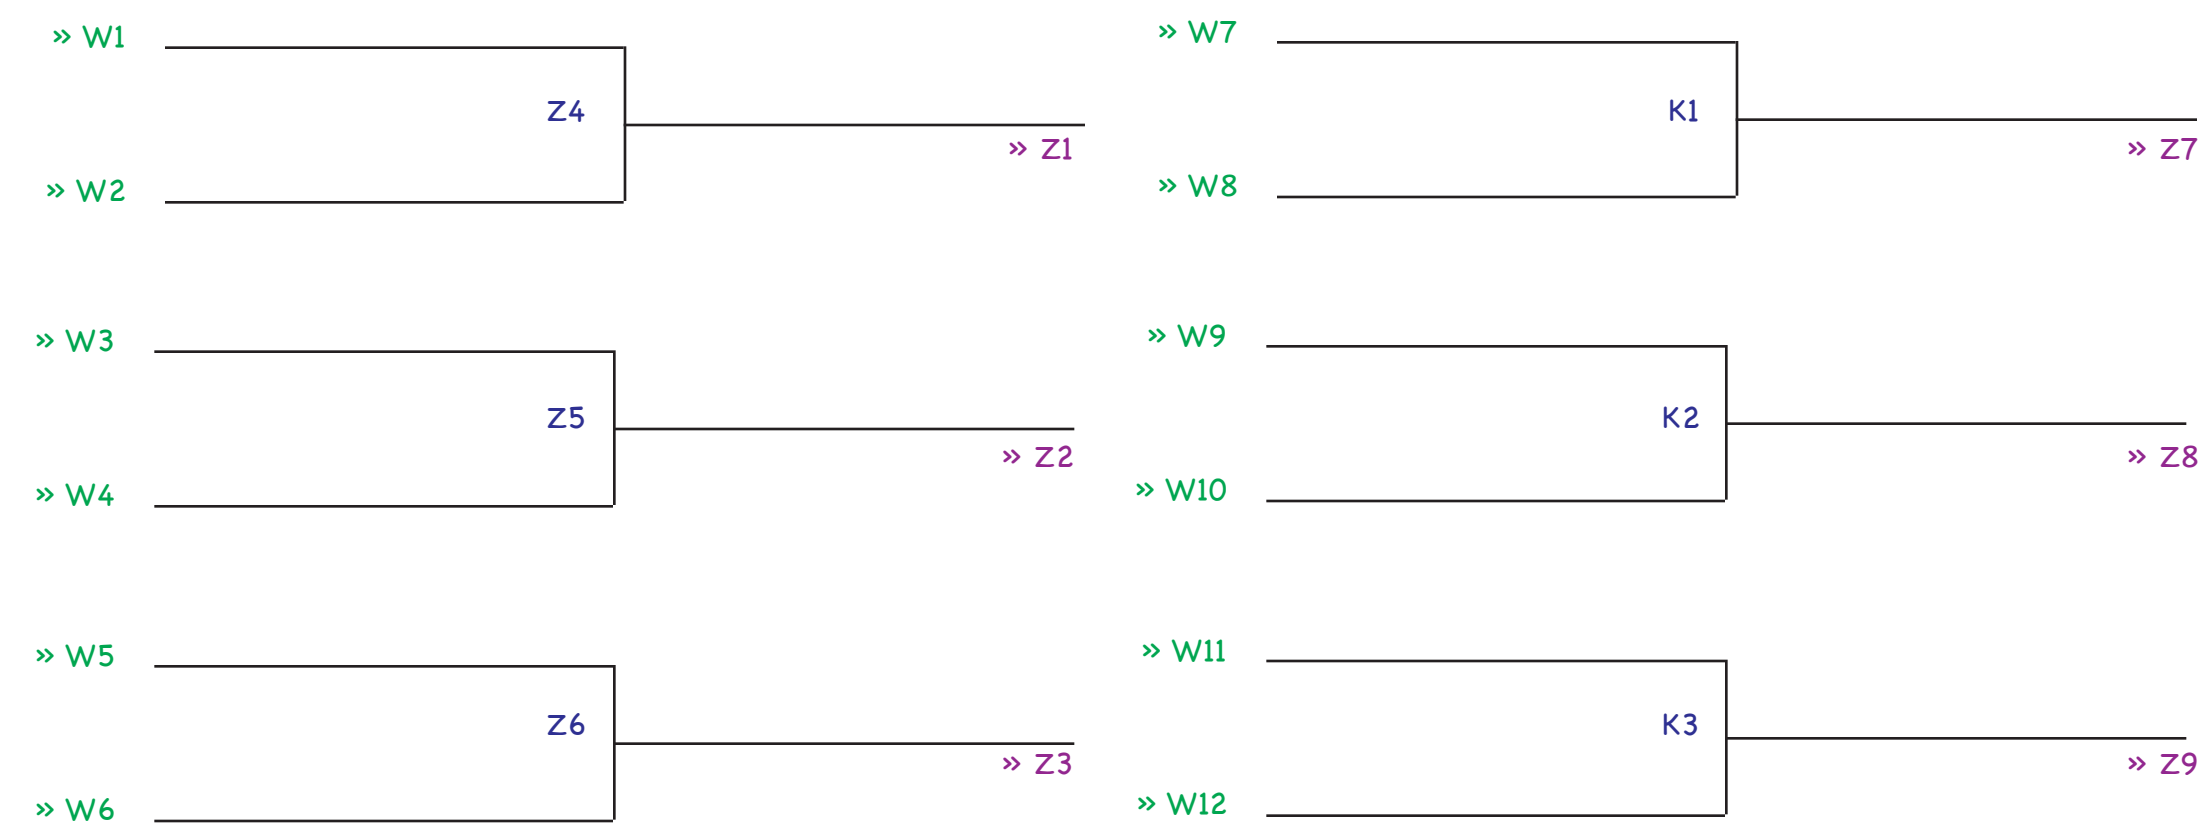 » W1
Z4
» Z1
» W2
» W3
Z5
» Z2
» W4
» W5
Z6
» Z3
» W6
» W7
K1
» Z7
» W8
» W9
K2
» Z8
» W10
» W11
K3
» Z9
» W12